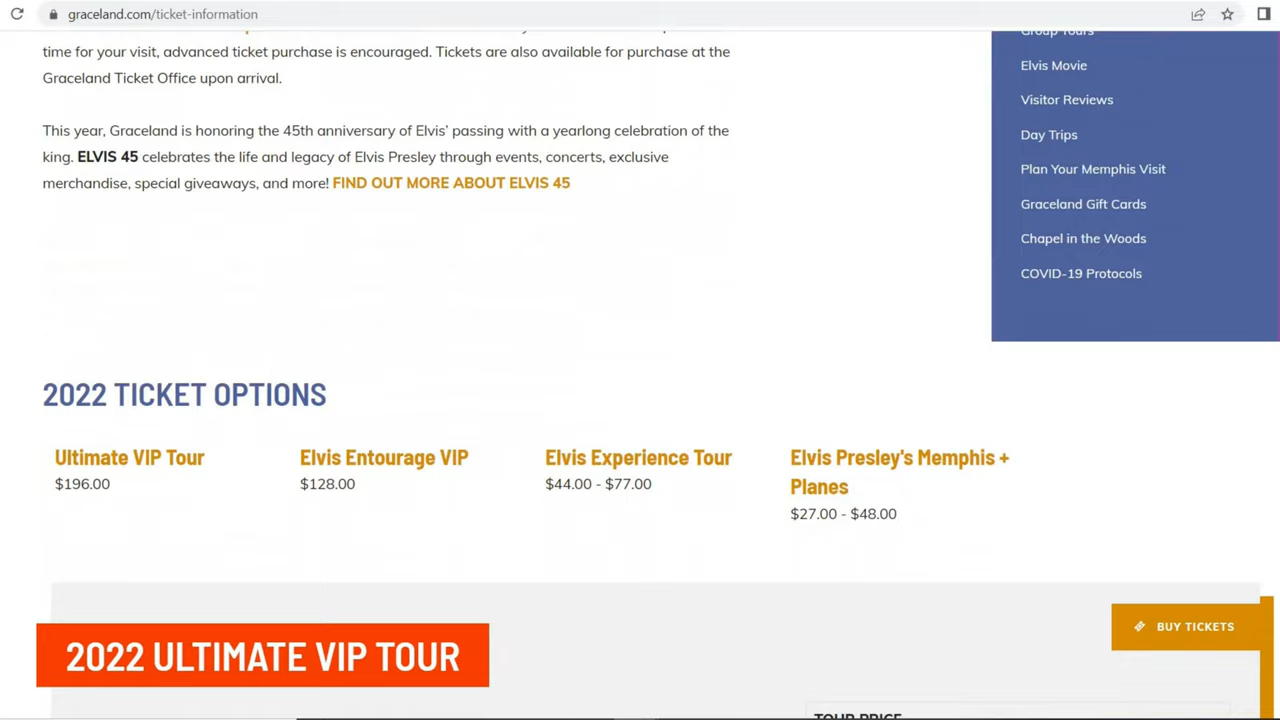 graceland.com/ticket-information
time for your visit, advanced ticket purchase is encouraged. Tickets are also available for purchase at the
Graceland Ticket Office upon arrival.
This year, Graceland is honoring the 45th anniversary of Elvis' passing with a yearlong celebration of the
king. ELVIS 45 celebrates the life and legacy of Elvis Presley through events, concerts, exclusive
merchandise, special giveaways, and more! FIND OUT MORE ABOUT ELVIS 45
Group Tours
Elvis Movie
Visitor Reviews
Day Trips
Plan Your Memphis Visit
Graceland Gift Cards
Chapel in the Woods
COVID-19 Protocols
2022 TICKET OPTIONS
Ultimate VIP Tour
$196.00
Elvis Entourage VIP
$128.00
Elvis Experience Tour
$44.00 - $77.00
Elvis Presley's Memphis +
Planes
$27.00 - $48.00
BUY TICKETS
2022 ULTIMATE VIP TOUR
TOUR PRICE